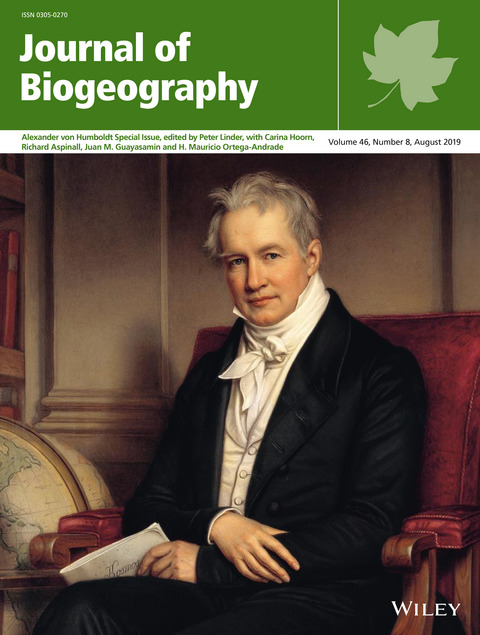 ISSN 0305-0270
Journal of
Biogeography
Alexander von Humboldt Special Issue, edited by Peter Linder, with Carina Hoorn,
Richard Aspinall, Juan M. Guayasamin and H. Mauricio Ortega-Andrade
Volume 46, Number 8, August 2019
Kosmos
WILEY